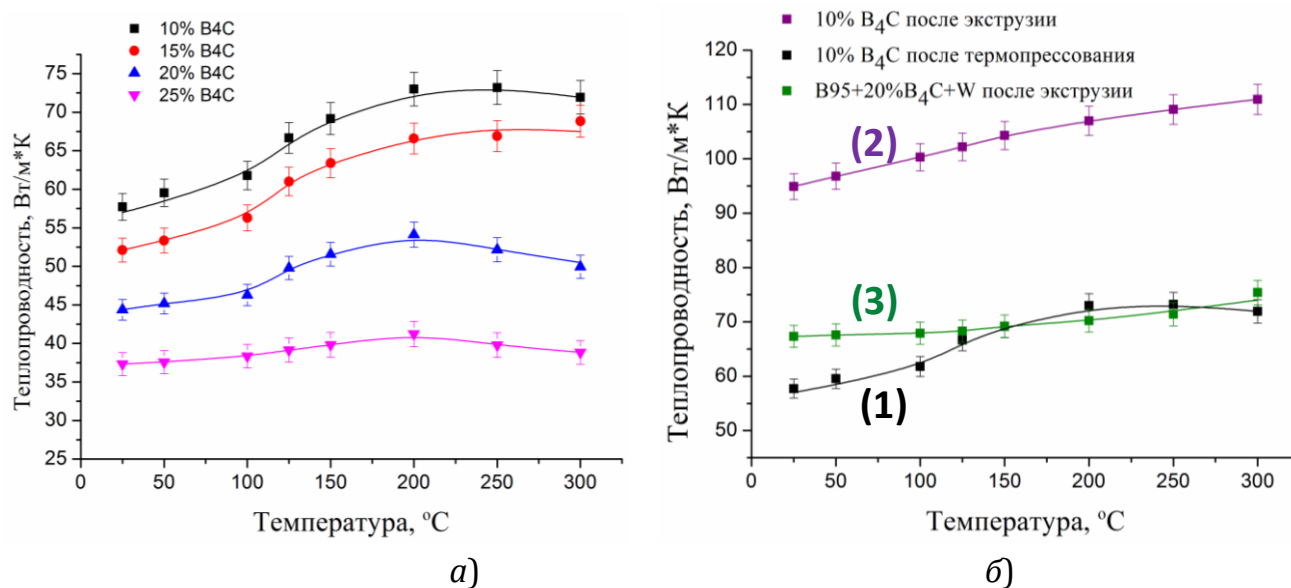 10% B4C
15% B4C
20% B4C
25% B4C
Теплопроводность, Вт/м*К
75
70
65
60
55
50
45
40
35
30
25
0 50 100 150 200 250 300
Температура, °C
а)
10% B4C после экструзии
10% B4C после термопрессования
В95+20%B4C+W после экструзии
Теплопроводность, Вт/м*К
120
110
100
90
80
70
60
50
(2)
(3)
(1)
0 50 100 150 200 250 300
Температура, °C
б)